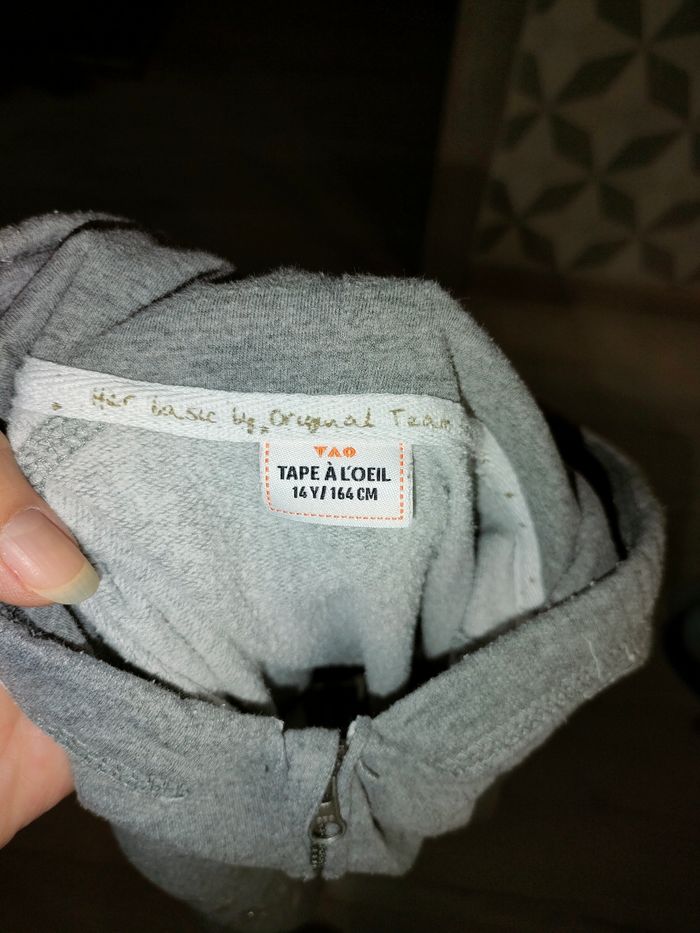 Her basic by Original Team
TAO
TAPE À L'OEIL
14 Y/ 164 CM